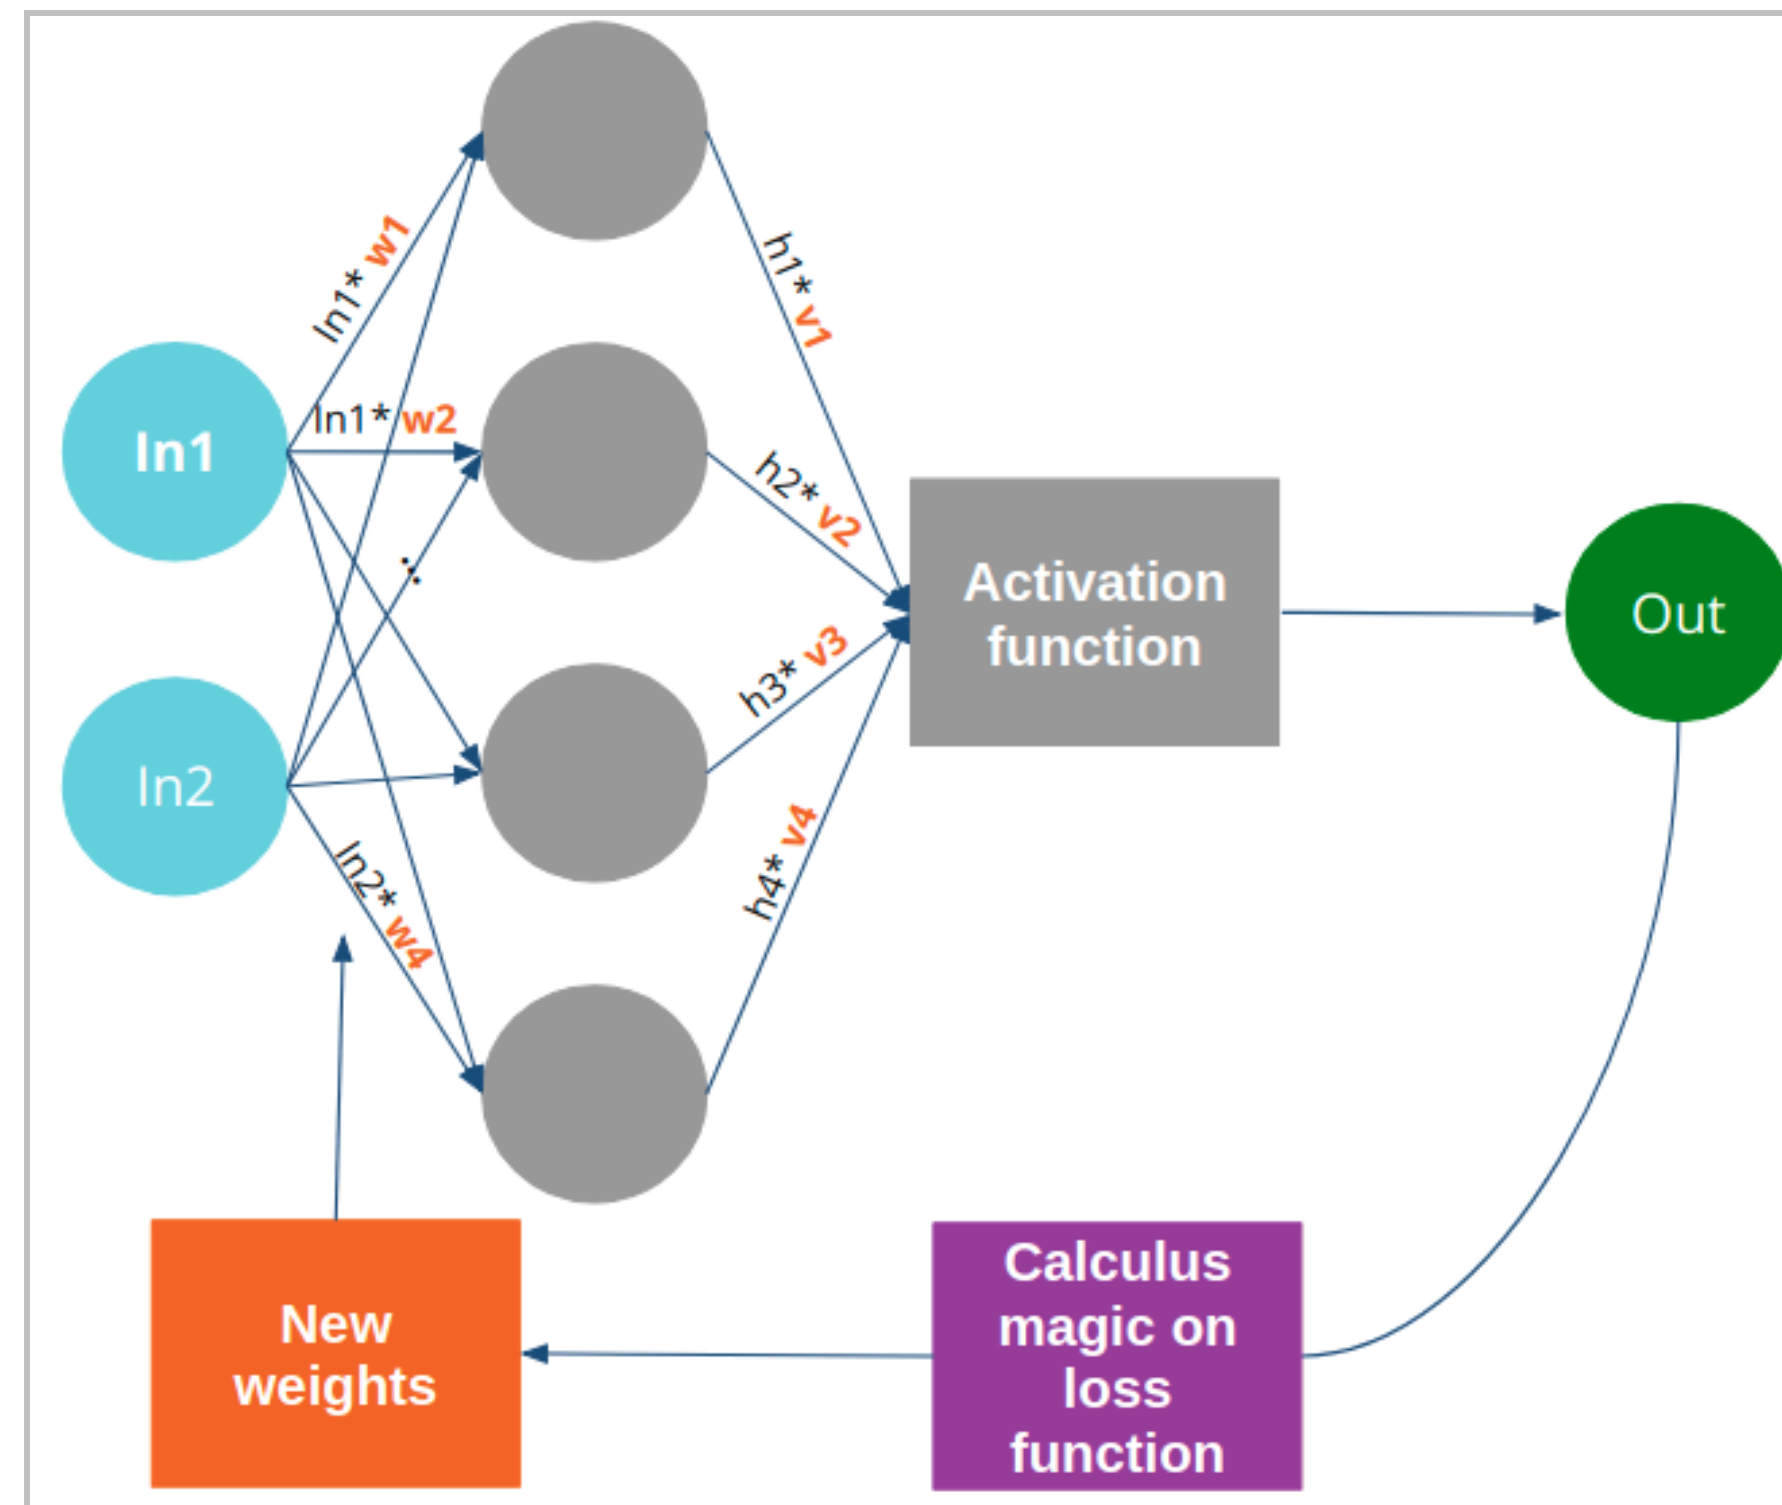 In1* w1
h1* v1
In1* w2
In1
h2* v2
...
Activation
function
Out
h3* v3
In2
In2* w4
h4* v4
New
weights
Calculus
magic on
loss
function